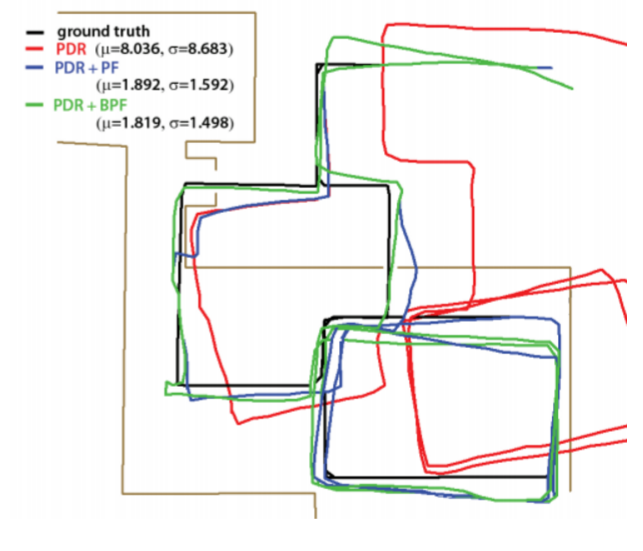 ground truth
PDR (μ=8.036, σ=8.683)
PDR + PF
(μ=1.892, σ=1.592)
PDR + BPF
(μ=1.819, σ=1.498)